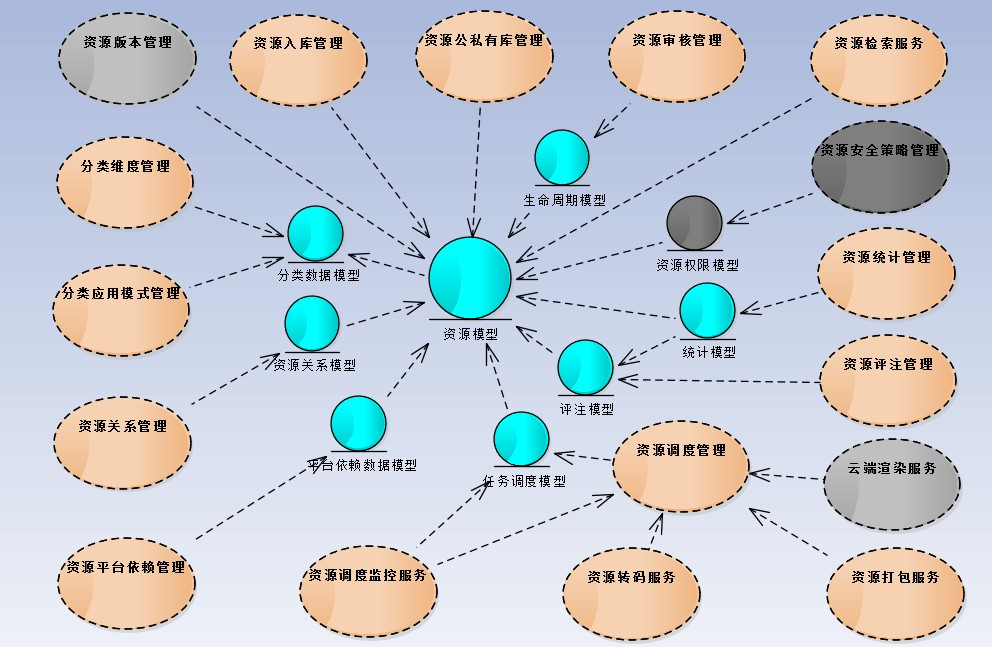 资源版本管理
资源入库管理
资源公私有库管理
资源审核管理
资源检索服务
资源安全策略管理
分类维度管理
生命周期模型
资源权限模型
资源统计管理
分类数据模型
分类应用模式管理
资源模型
统计模型
资源关系模型
资源评注管理
评注模型
资源关系管理
资源调度管理
平台依赖数据模型
云端渲染服务
任务调度模型
资源平台依赖管理
资源调度监控服务
资源转码服务
资源打包服务